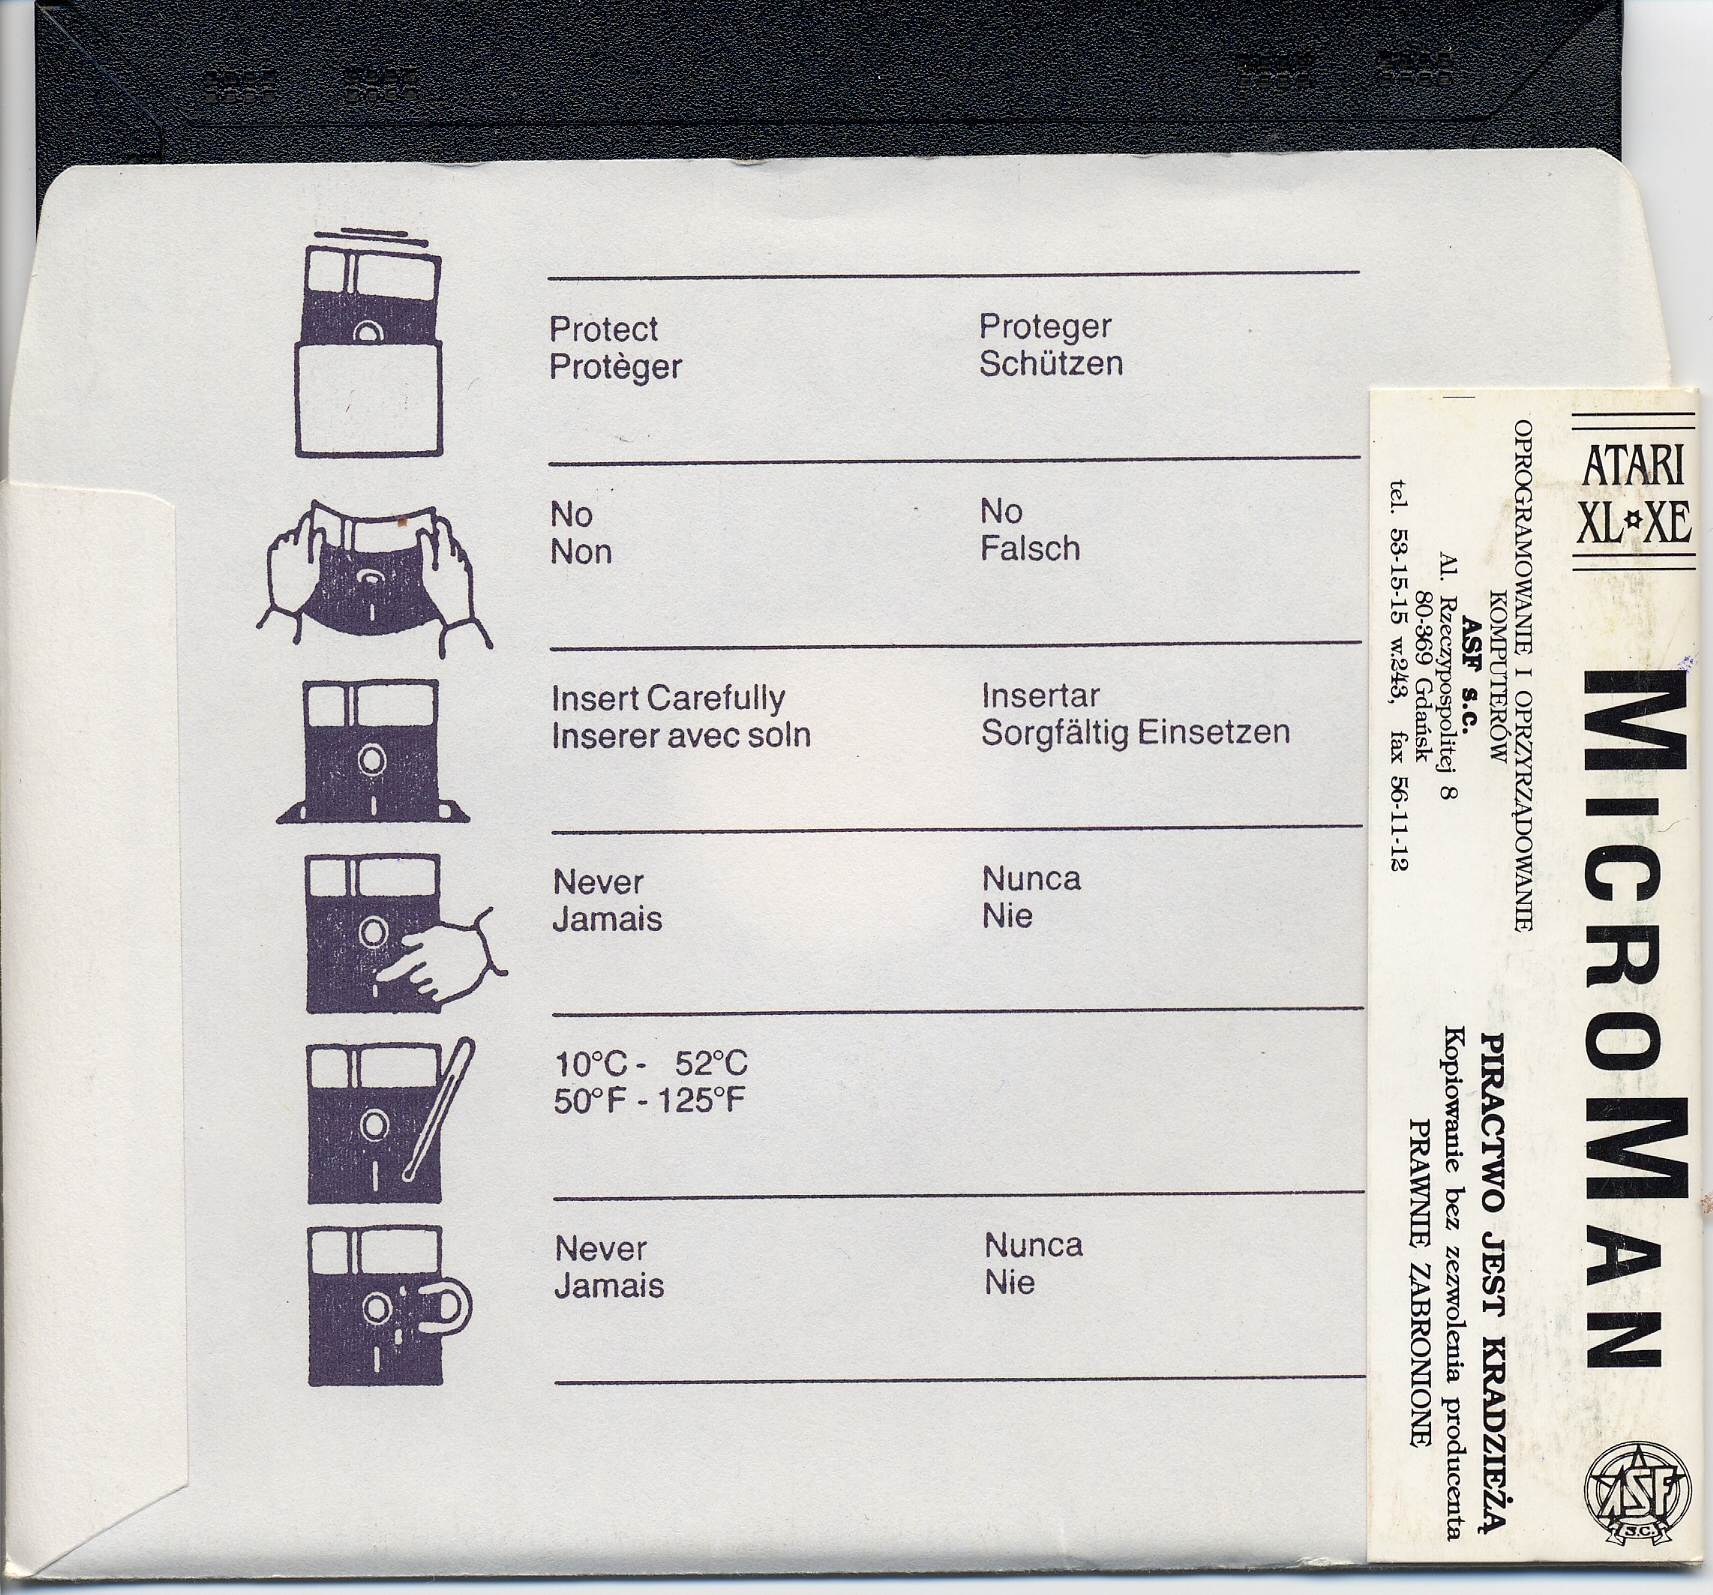 Protect
Protèger
Proteger
Schützen
No
Non
No
Falsch
Insert Carefully
Inserer avec soln
Insertar
Sorgfältig Einsetzen
Never
Jamais
Nunca
Nie
10°C - 52°C
50°F - 125°F
Never
Jamais
Nunca
Nie
ATARI
XL✡XE
MICROMAN
OPROGRAMOWANIE I OPRZYRZĄDOWANIE
KOMPUTERÓW
ASF s.c.
Al. Rzeczypospolitej 8
80-369 Gdańsk
tel. 53-15-15 w.243, fax 56-11-12
PIRACTWO JEST KRADZIEŻĄ
Kopiowanie bez zezwolenia producenta
PRAWNIE ZABRONIONE
ASF
S.C.